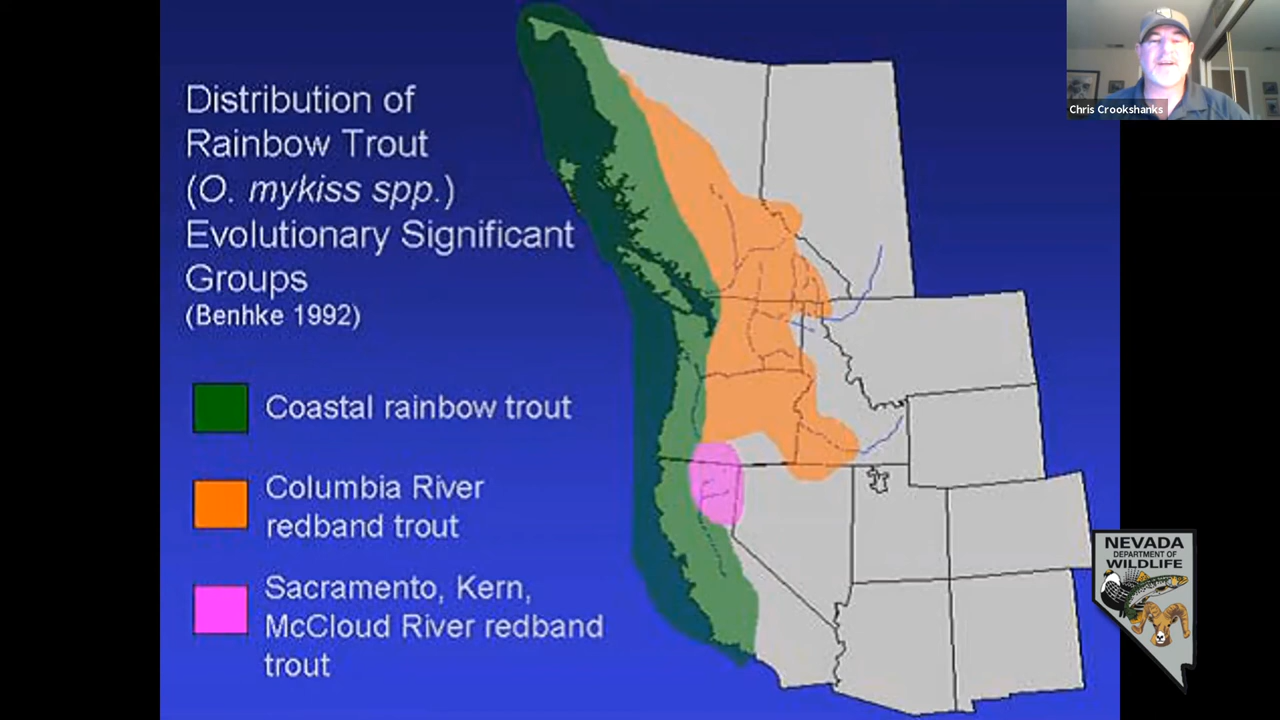 Distribution of
Rainbow Trout
(O. mykiss spp.)
Evolutionary Significant
Groups
(Benhke 1992)
Coastal rainbow trout
Columbia River
redband trout
Sacramento, Kern,
McCloud River redband
trout
Chris Crookshanks
NEVADA
DEPARTMENT OF
WILDLIFE